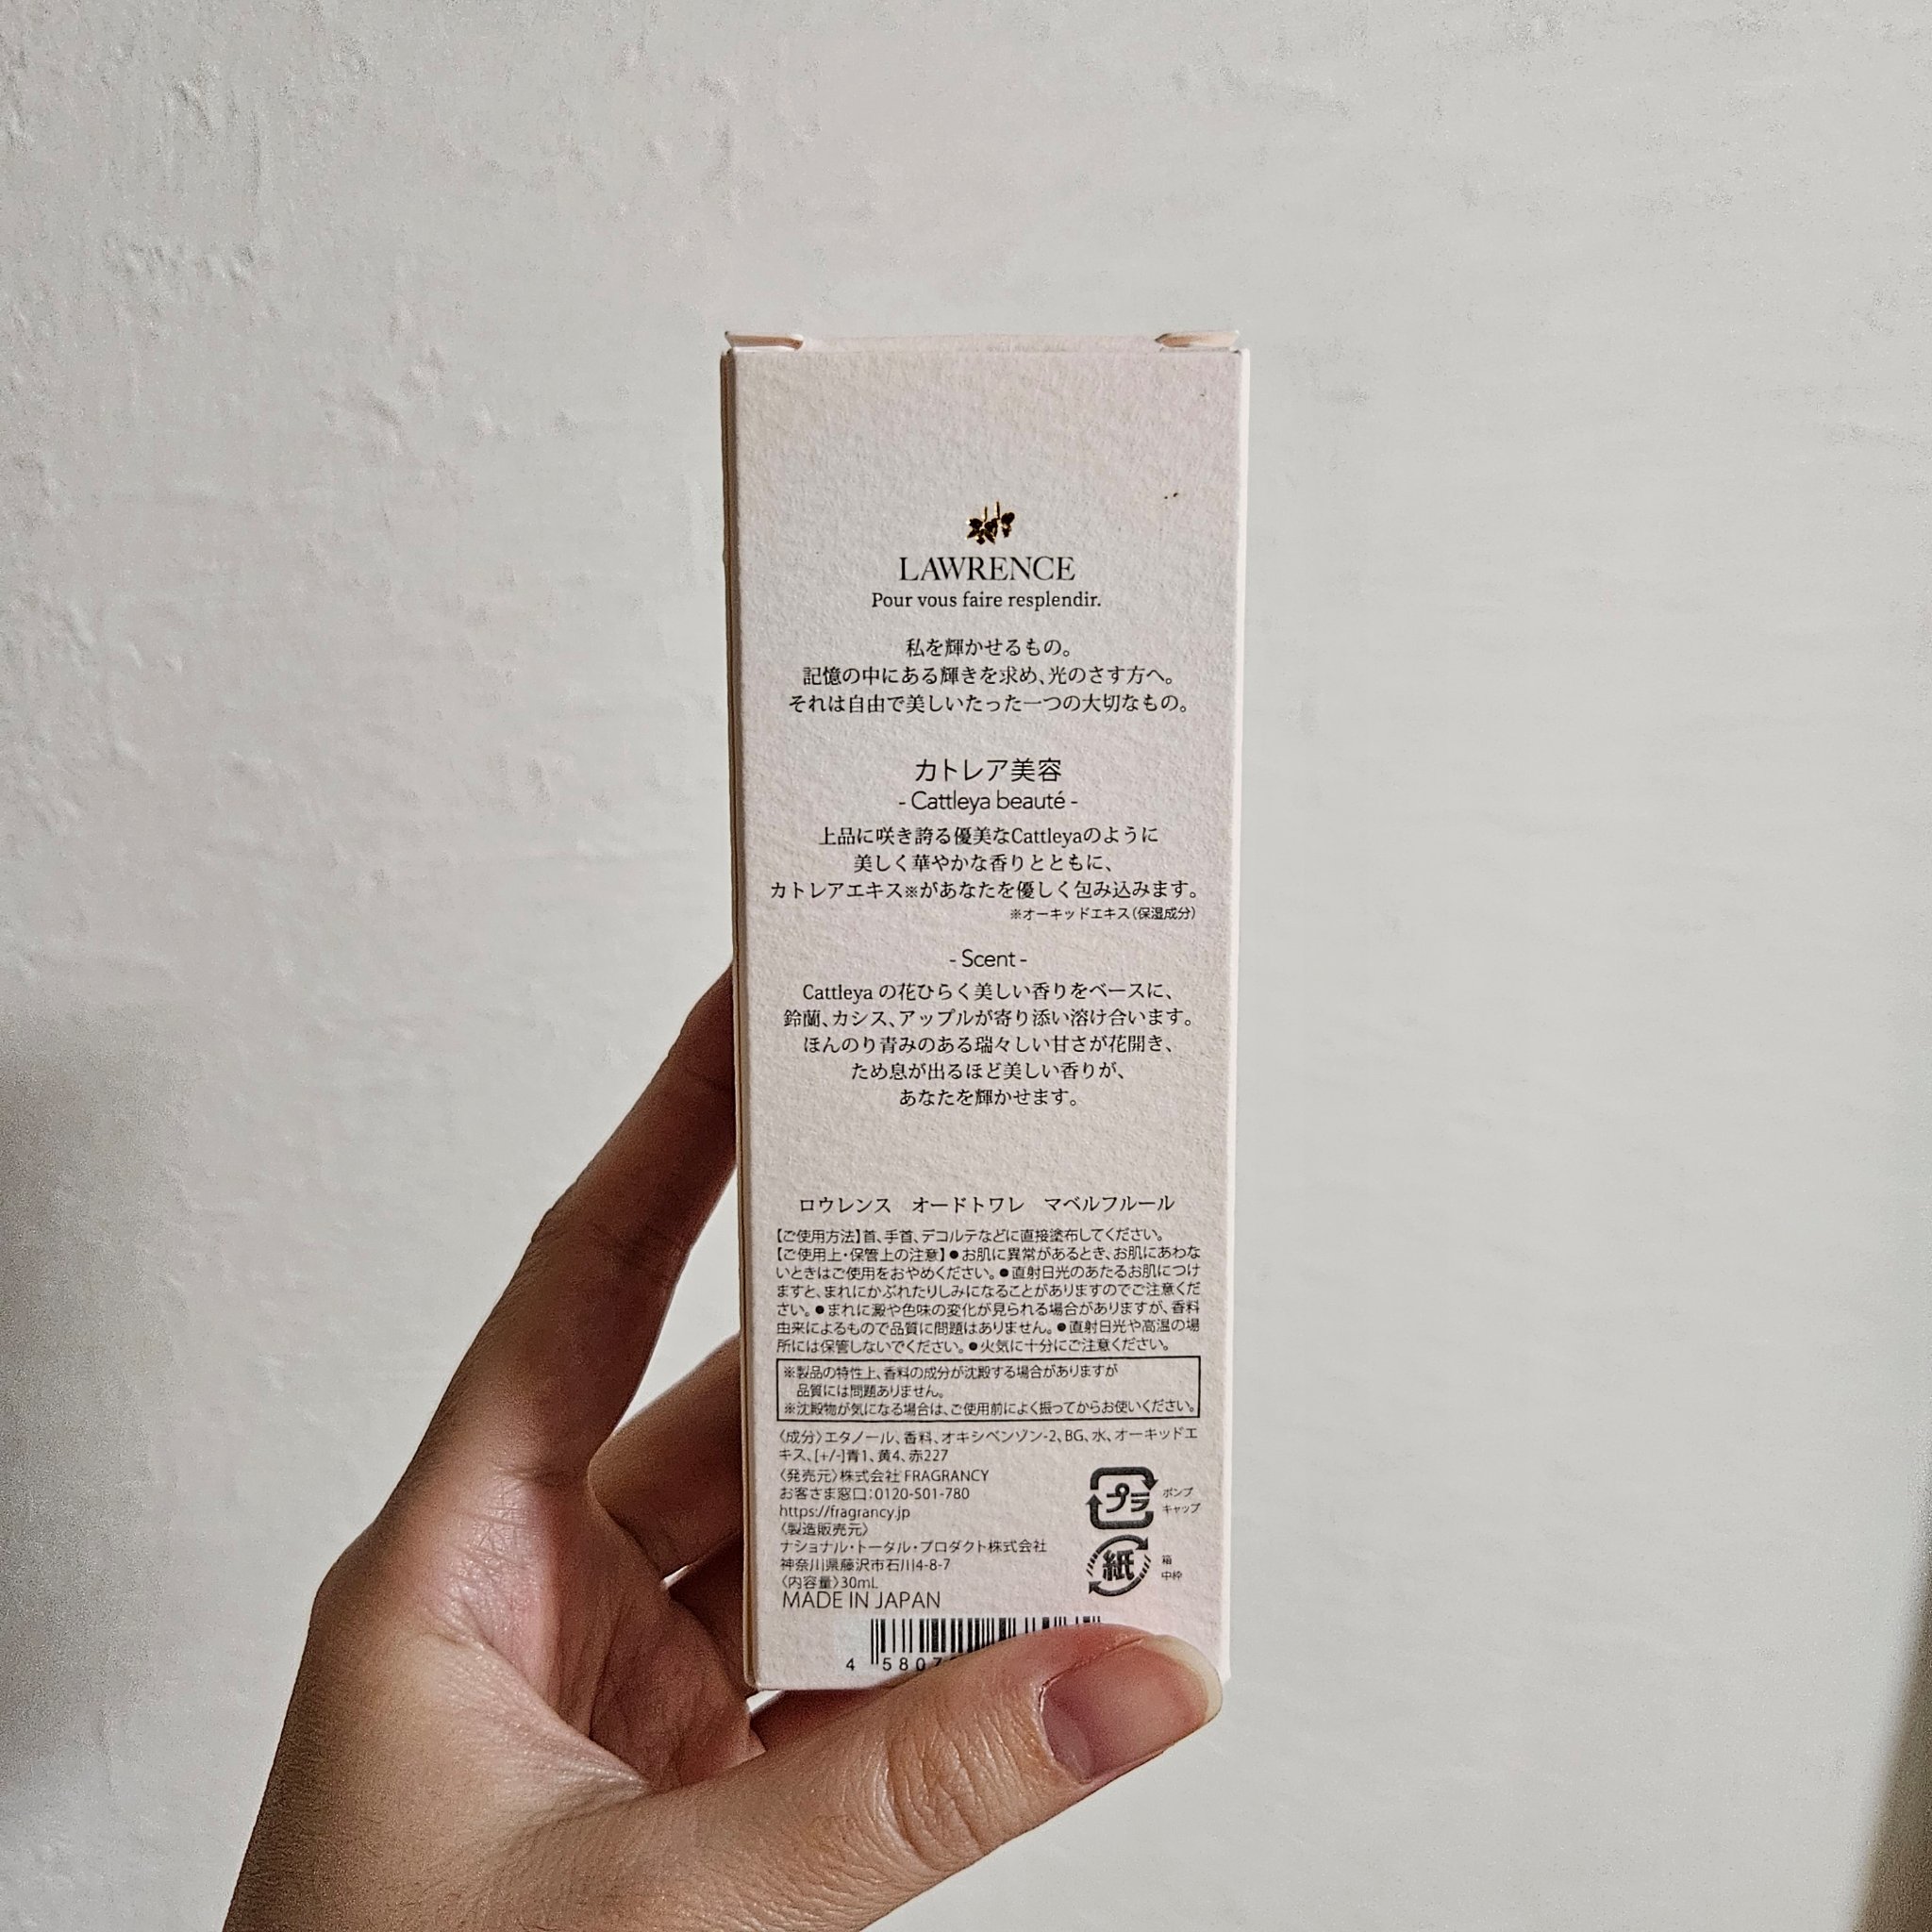 LAWRENCE
Pour vous faire resplendir.
私を輝かせるもの。
記憶の中にある輝きを求め、光のさす方へ。
それは自由で美しいたった一つの大切なもの。
カトレア美容
- Cattleya beauté -
上品に咲き誇る優美なCattleyaのように
美しく華やかな香りとともに、
カトレアエキス※があなたを優しく包み込みます。
※オーキッドエキス(保湿成分)
- Scent -
Cattleya の花ひらく美しい香りをベースに、
鈴蘭、カシス、アップルが寄り添い溶け合います。
ほんのり青みのある瑞々しい甘さが花開き、
ため息が出るほど美しい香りが、
あなたを輝かせます。
ロウレンス　オードトワレ　マベルフルール
【ご使用方法】首、手首、デコルテなどに直接塗布してください。
【ご使用上・保管上の注意】●お肌に異常があるとき、お肌にあわな
いときはご使用をおやめください。●直射日光のあたるお肌につけ
ますと、まれにかぶれたりしみになることがありますのでご注意くだ
さい。●まれに澱や色味の変化が見られる場合がありますが、香料
由来によるもので品質に問題はありません。●直射日光や高温の場
所には保管しないでください。●火気に十分にご注意ください。
※製品の特性上、香料の成分が沈殿する場合がありますが
品質には問題ありません。
※沈殿物が気になる場合は、ご使用前によく振ってからお使いください。
〈成分〉エタノール、香料、オキシベンゾン-2、BG、水、オーキッドエ
キス、[+/-]青1、黄4、赤227
〈発売元〉株式会社 FRAGRANCY
お客さま窓口：0120-501-780
https://fragrancy.jp
〈製造販売元〉
ナショナル・トータル・プロダクト株式会社
神奈川県藤沢市石川4-8-7
〈内容量〉30mL
MADE IN JAPAN
プラ
ポンプ
キャップ
紙
箱
中枠
4 5807